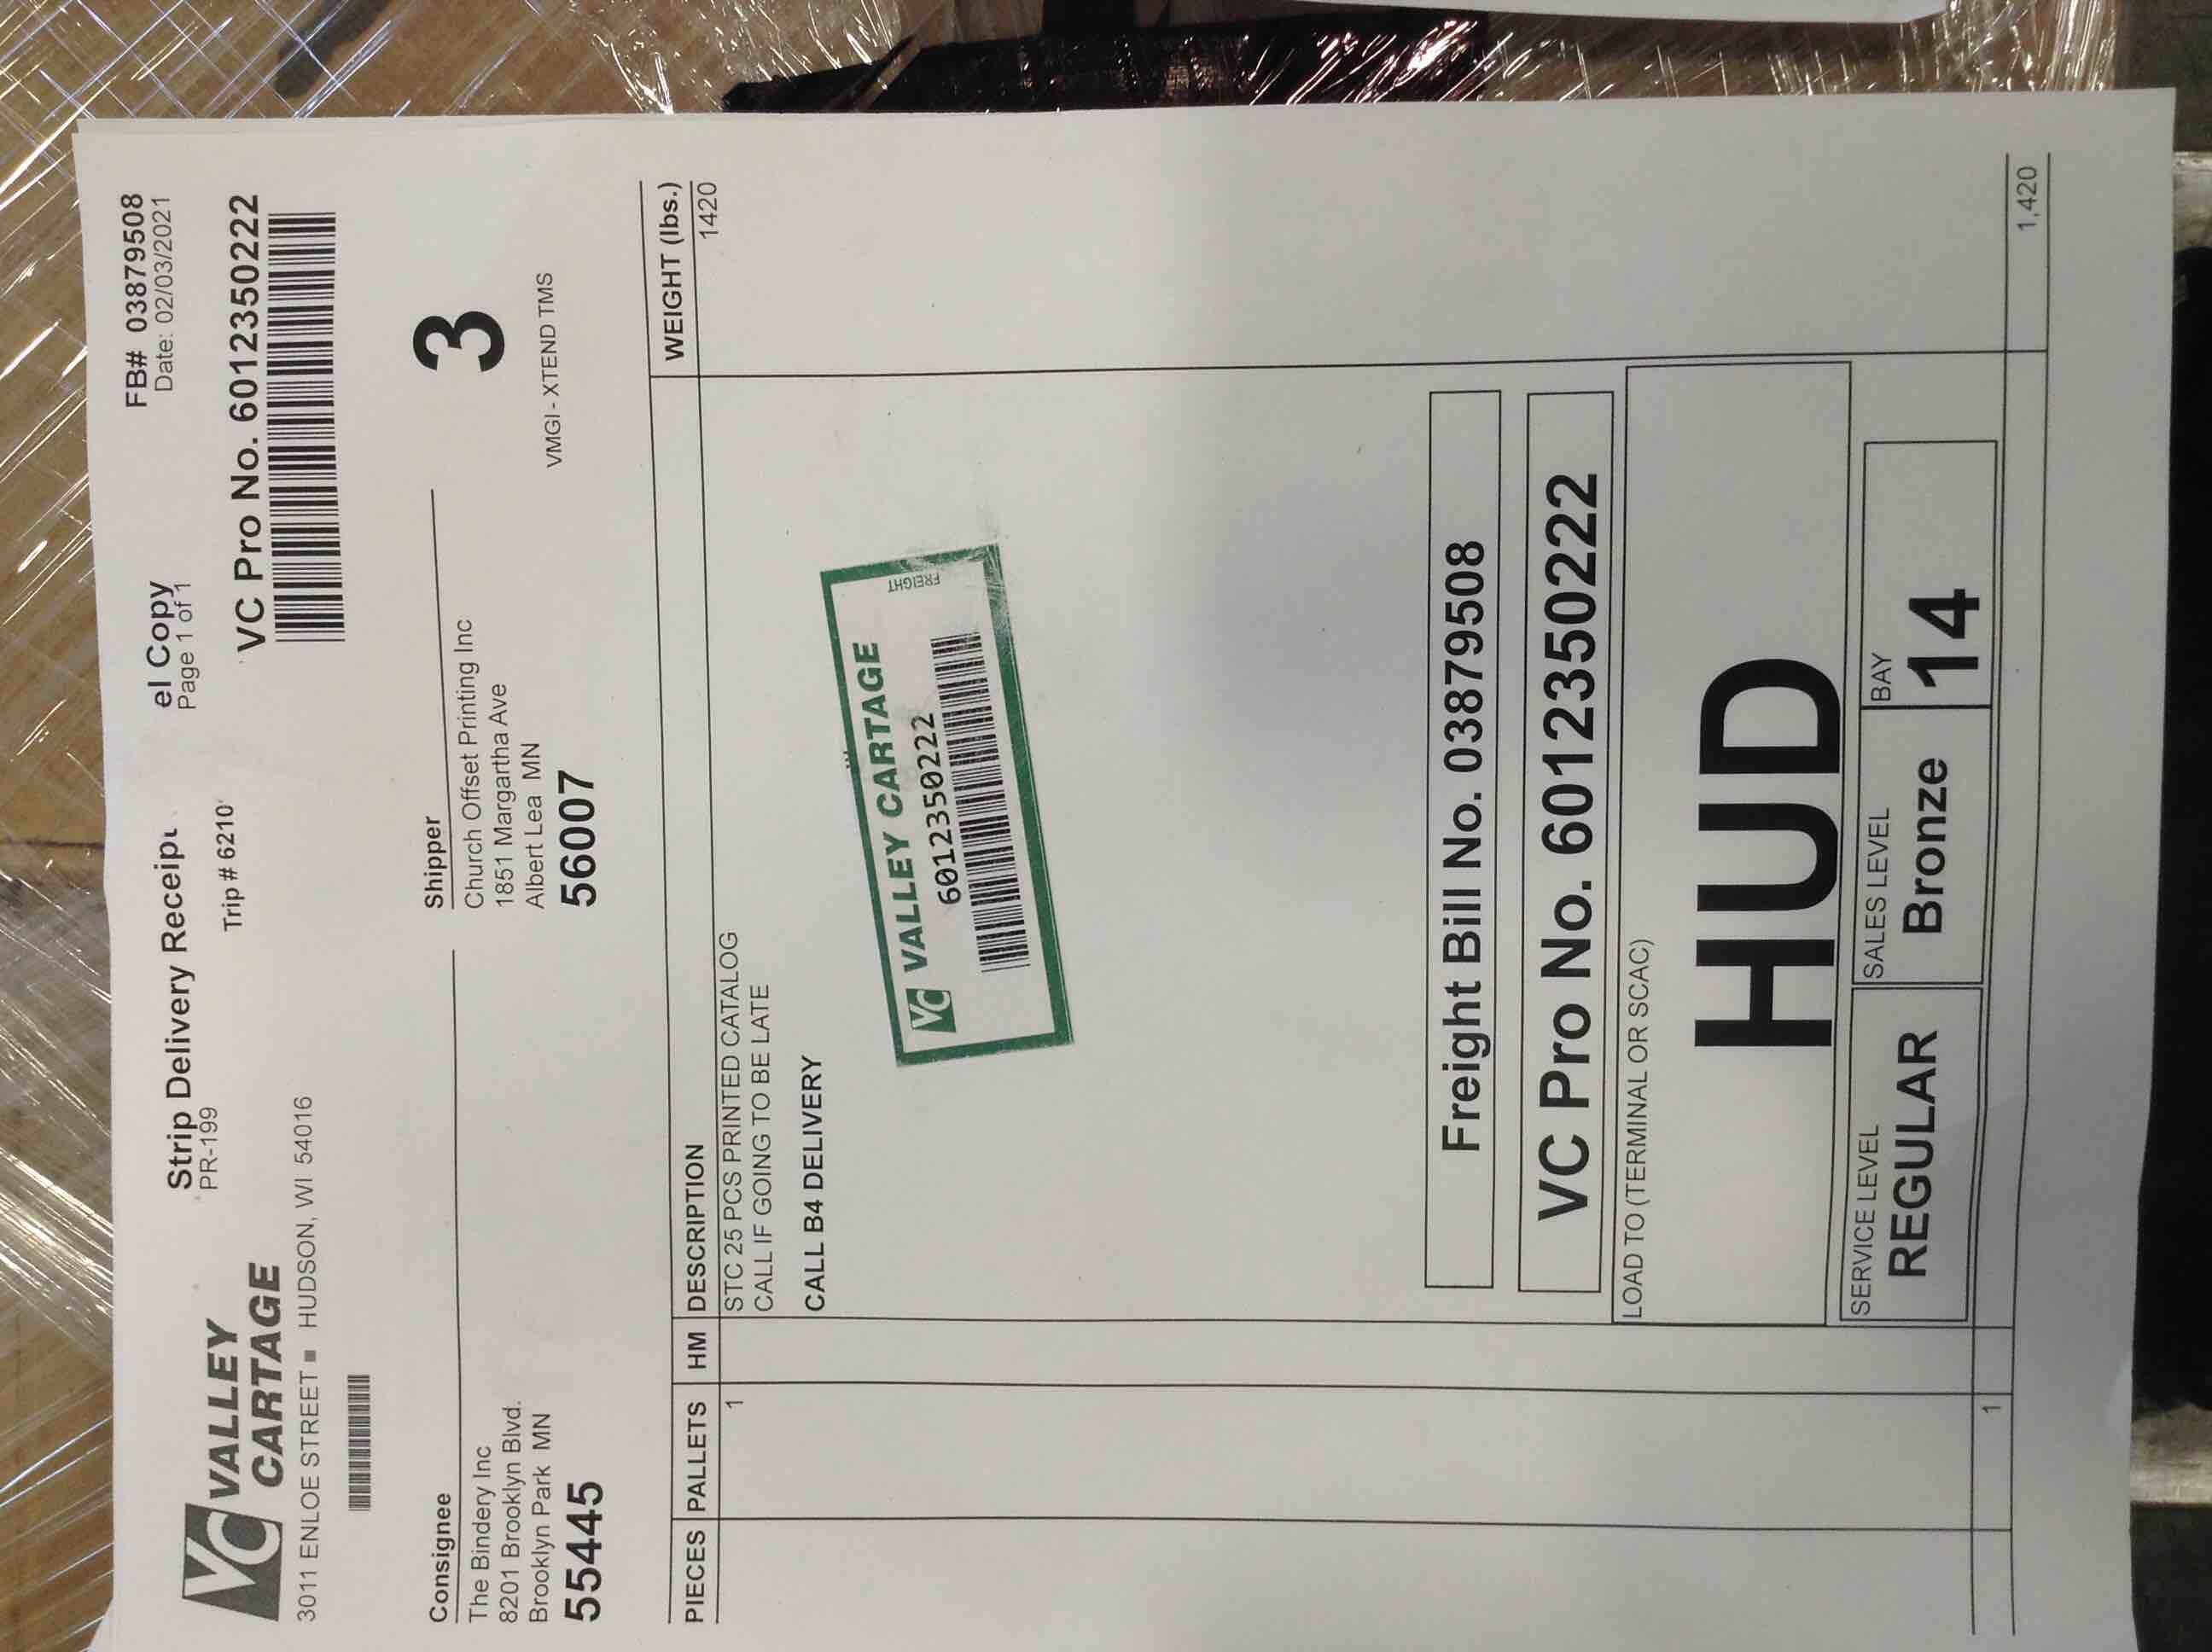 VC VALLEY
CARTAGE
3011 ENLOE STREET ■ HUDSON, WI 54016
Strip Delivery
PR-199
Trip # 6210
el Copy
Page 1 of 1
FB# 03879508
Date: 02/03/2021
VC Pro No. 60123350222
Consignee
The Bindery Inc
8201 Brooklyn Blvd.
Brooklyn Park MN
55445
Shipper
Church Offset Printing Inc
1851 Margartha Ave
Albert Lea MN
56007
3
VMGI - XTEND TMS
PIECES PALLETS HM DESCRIPTION WEIGHT (lbs.)
1 STC 25 PCS PRINTED CATALOG 1420
CALL IF GOING TO BE LATE
CALL B4 DELIVERY
VC VALLEY CARTAGE
60123350222
FREIGHT
Freight Bill No. 03879508
VC Pro No. 60123350222
LOAD TO (TERMINAL OR SCAC)
HUD
SERVICE LEVEL SALES LEVEL BAY
REGULAR Bronze 14
1 1,420